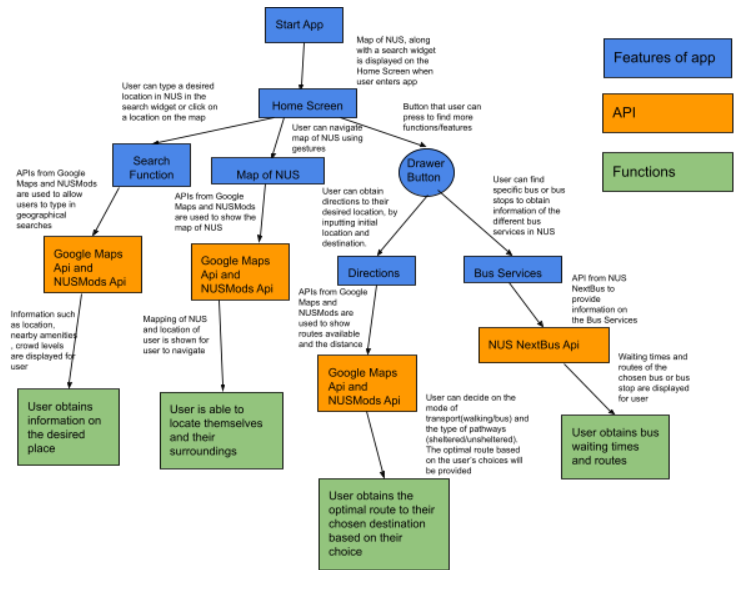 Start App
Map of NUS, along
with a search widget
is displayed on the
Home Screen when
user enters app
Features of app
API
Functions
User can type a desired
location in NUS in the
search widget or click on
a location on the map
Home Screen
Button that user can
press to find more
functions/features
User can navigate
map of NUS using
gestures
Search
Function
Map of NUS
Drawer
Button
APIs from Google
Maps and NUSMods
are used to allow
users to type in
geographical
searches
APIs from Google
Maps and NUSMods
are used to show the
map of NUS
User can obtain
directions to their
desired location, by
inputting initial
location and
destination.
User can find
specific bus or bus
stops to obtain
information of the
different bus
services in NUS
Google Maps
Api and
NUSMods Api
Google Maps
Api and
NUSMods Api
Directions
Bus Services
APIs from Google
Maps and
NUSMods are
used to show
routes available
and the distance
API from NUS
NextBus to
provide
information on
the Bus Services
Information such
as location,
nearby amenities
, crowd levels
are displayed for
user
Mapping of NUS
and location of
user is shown for
user to navigate
NUS NextBus Api
Google Maps
Api and
NUSMods Api
Waiting times and
routes of the
chosen bus or bus
stop are displayed
for user
User obtains
information on
the desired
place
User is able to
locate themselves
and their
surroundings
User can decide on the
mode of
transport(walking/bus) and
the type of pathways
(sheltered/unsheltered).
The optimal route based
on the user's choices will
be provided
User obtains bus
waiting times
and routes
User obtains the
optimal route to their
chosen destination
based on their
choice